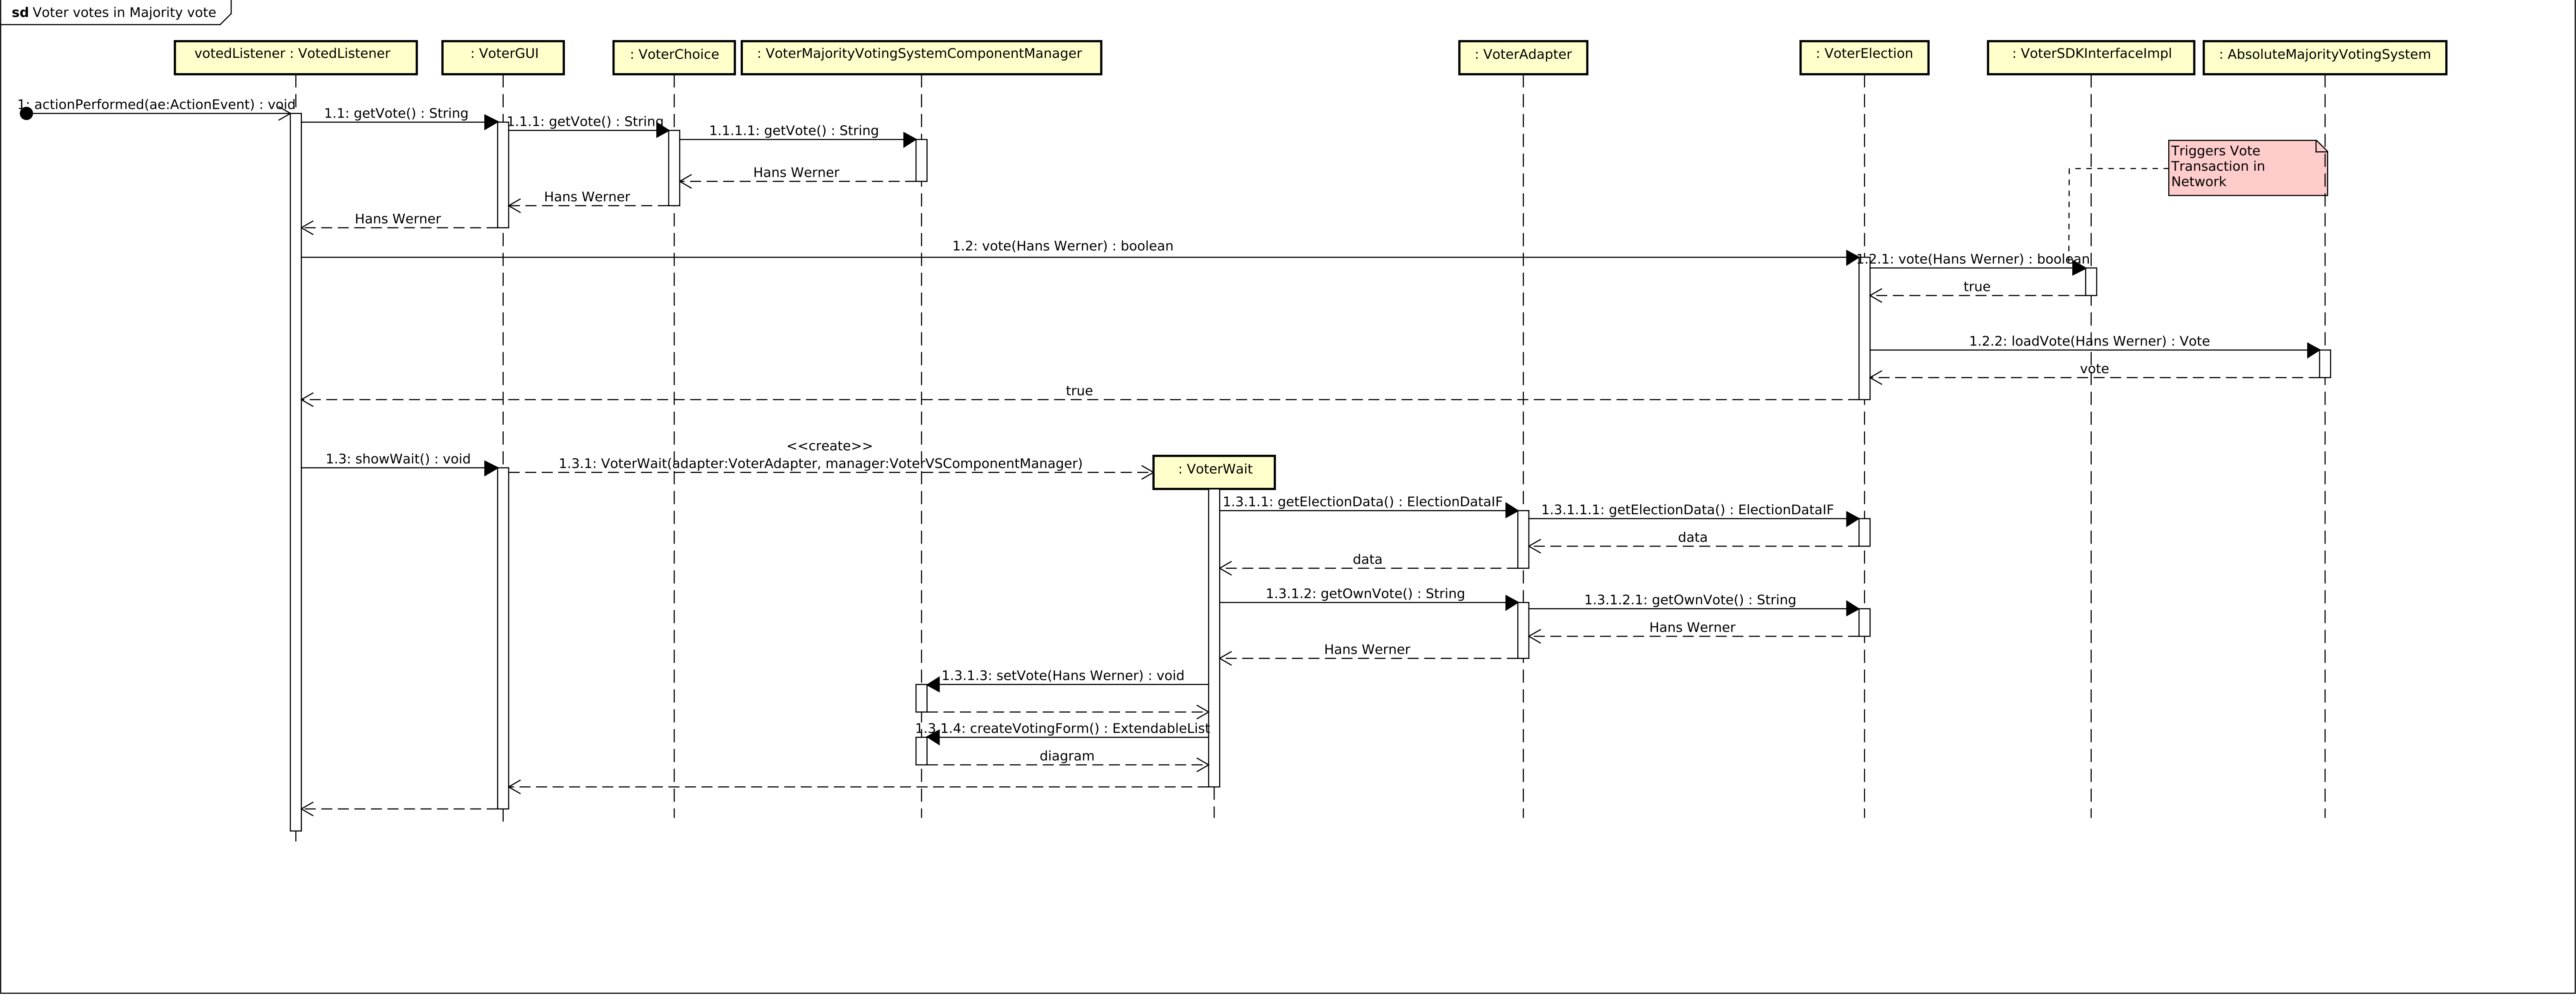 sd Voter votes in Majority vote
votedListener : VotedListener
: VoterGUI
: VoterChoice
: VoterMajorityVotingSystemComponentManager
: VoterAdapter
: VoterElection
: VoterSDKInterfaceImpl
: AbsoluteMajorityVotingSystem
1: actionPerformed(ae:ActionEvent) : void
1.1: getVote() : String
1.1.1: getVote() : String
1.1.1.1: getVote() : String
Triggers Vote
Transaction in
Network
Hans Werner
Hans Werner
Hans Werner
1.2: vote(Hans Werner) : boolean
1.2.1: vote(Hans Werner) : boolean
true
1.2.2: loadVote(Hans Werner) : Vote
vote
true
<<create>>
1.3: showWait() : void
1.3.1: VoterWait(adapter:VoterAdapter, manager:VoterVSComponentManager)
: VoterWait
1.3.1.1: getElectionData() : ElectionDataIF
1.3.1.1.1: getElectionData() : ElectionDataIF
data
data
1.3.1.2: getOwnVote() : String
1.3.1.2.1: getOwnVote() : String
Hans Werner
Hans Werner
1.3.1.3: setVote(Hans Werner) : void
1.3.1.4: createVotingForm() : ExtendableList
diagram